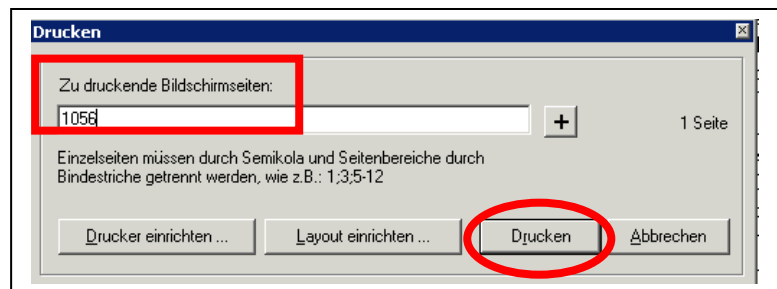 Drucken
Zu druckende Bildschirmseiten:
1056
+
1 Seite
Einzelseiten müssen durch Semikola und Seitenbereiche durch
Bindestriche getrennt werden, wie z.B.: 1;3;5-12
Drucker einrichten ...
Layout einrichten ...
Drucken
Abbrechen